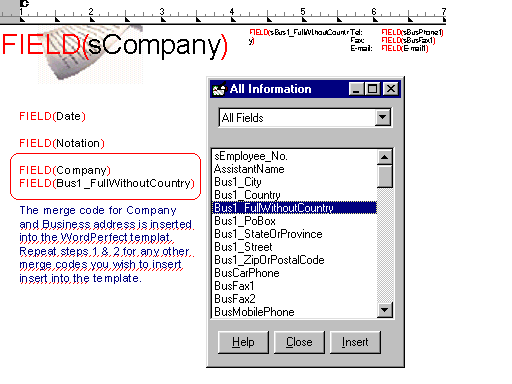 1 2 3 4 5 6 7
FIELD(sCompany)
FIELD(sBus1_FullWithoutCountr
y)
Tel: FIELD(sBusPhone1)
Fax: FIELD(sBusFax1)
E-mail: FIELD(Email1)
FIELD(Date)
FIELD(Notation)
FIELD(Company)
FIELD(Bus1_FullWithoutCountry)
The merge code for Company
and Business address is inserted
into the WordPerfect templat.
Repeat steps 1 & 2 for any other
merge codes you wish to insert
insert into the template.
All Information
All Fields
sEmployee_No.
AssistantName
Bus1_City
Bus1_Country
Bus1_FullWithoutCountry
Bus1_PoBox
Bus1_StateOrProvince
Bus1_Street
Bus1_ZipOrPostalCode
BusCarPhone
BusFax1
BusFax2
BusMobilePhone
Help Close Insert